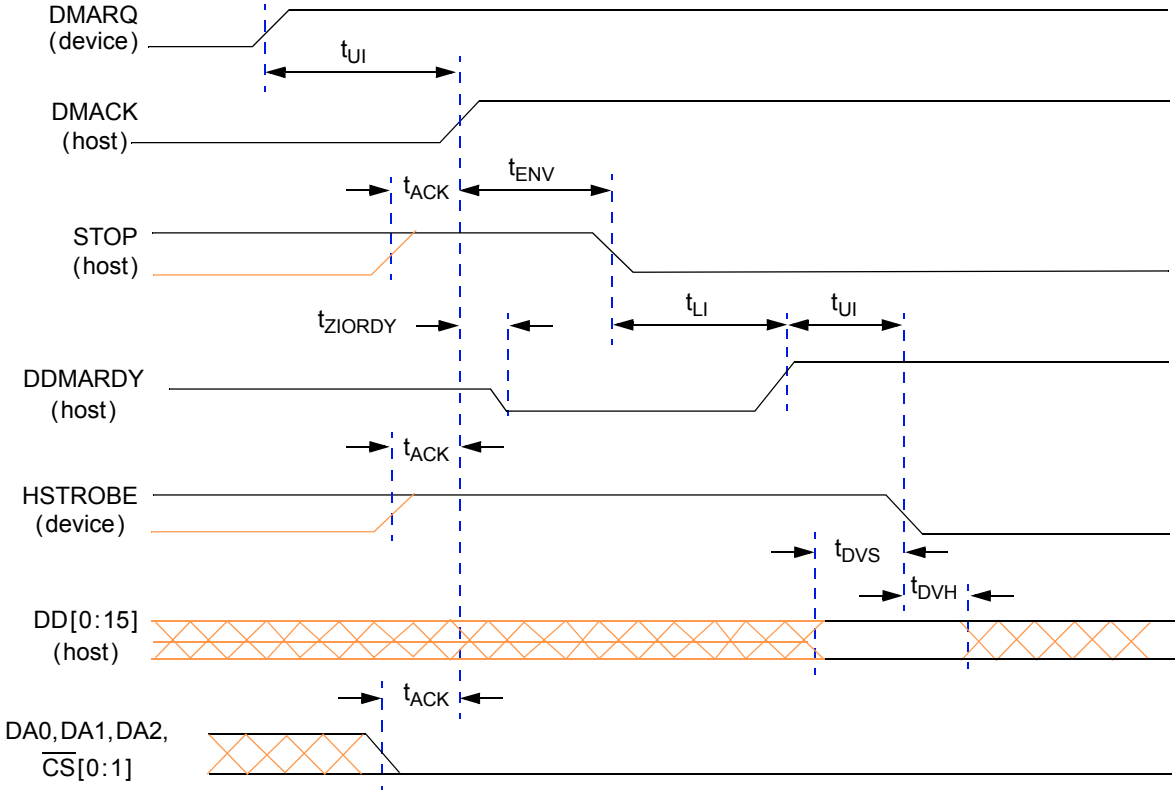 DMARQ
(device)
tUI
DMACK
(host)
tACK
tENV
STOP
(host)
tZIORDY
tLI
tUI
DDMARDY
(host)
tACK
HSTROBE
(device)
tDVS
tDVH
DD[0:15]
(host)
tACK
DA0,DA1,DA2,
CS[0:1]